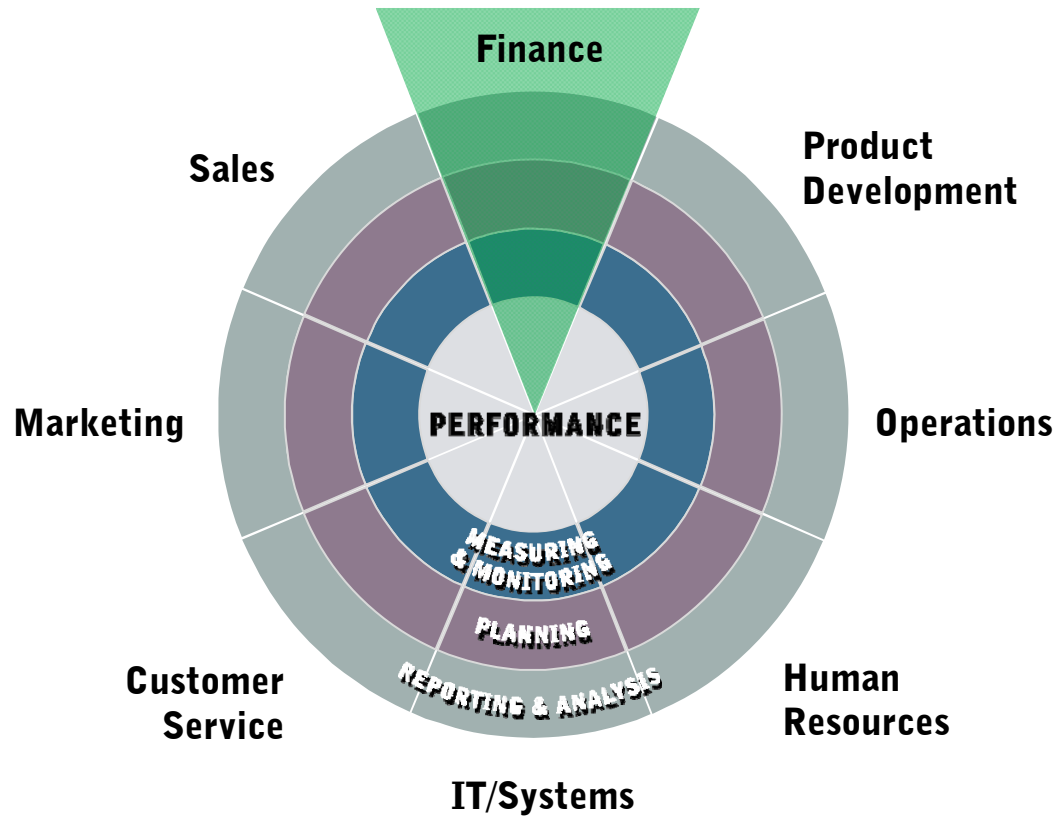 Finance
Sales
Product
Development
Marketing
PERFORMANCE
Operations
MEASURING
& MONITORING
PLANNING
REPORTING & ANALYSIS
Customer
Service
Human
Resources
IT/Systems